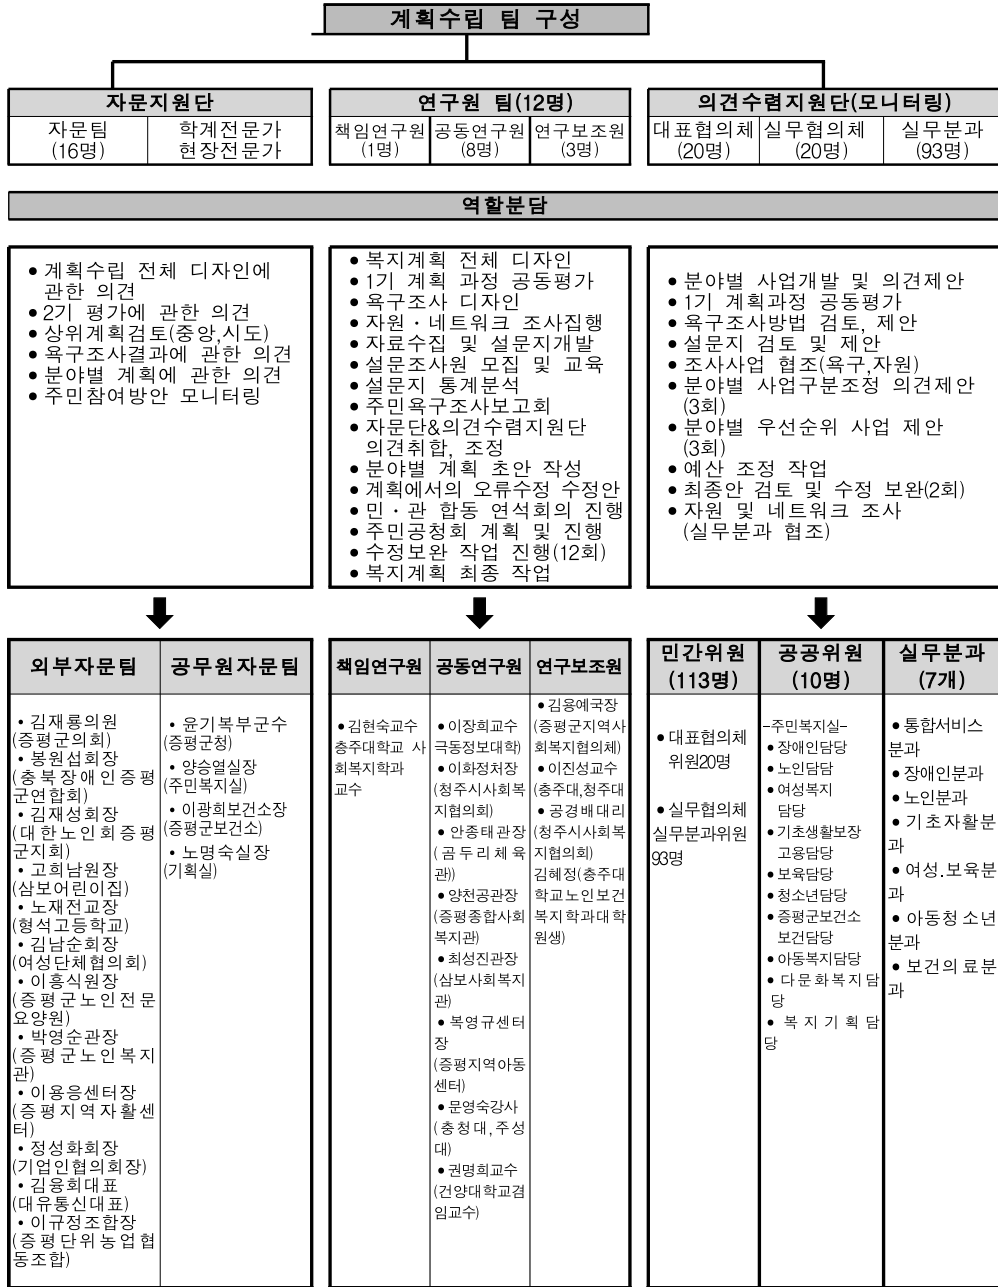 계획수립 팀 구성
자문지원단
자문팀
(16명)
학계전문가
현장전문가
연구원 팀(12명)
책임연구원
(1명)
공동연구원
(8명)
연구보조원
(3명)
의견수렴지원단(모니터링)
대표협의체
(20명)
실무협의체
(20명)
실무분과
(93명)
역할분담
• 계획수립 전체 디자인에
관한 의견
• 2기 평가에 관한 의견
• 상위계획검토(중앙,시도)
• 욕구조사결과에 관한 의견
• 분야별 계획에 관한 의견
• 주민참여방안 모니터링
• 복지계획 전체 디자인
• 1기 계획 과정 공동평가
• 욕구조사 디자인
• 자원·네트워크 조사집행
• 자료수집 및 설문지개발
• 설문조사원 모집 및 교육
• 설문지 통계분석
• 주민욕구조사보고회
• 자문단&의견수렴지원단
의견취합, 조정
• 분야별 계획 초안 작성
• 계획에서의 오류수정 수정안
• 민·관 합동 연석회의 진행
• 주민공청회 계획 및 진행
• 수정보완 작업 진행(12회)
• 복지계획 최종 작업
• 분야별 사업개발 및 의견제안
• 1기 계획과정 공동평가
• 욕구조사방법 검토, 제안
• 설문지 검토 및 제안
• 조사사업 협조(욕구,자원)
• 분야별 사업구분조정 의견제안
(3회)
• 분야별 우선순위 사업 제안
(3회)
• 예산 조정 작업
• 최종안 검토 및 수정 보완(2회)
• 자원 및 네트워크 조사
(실무분과 협조)
외부자문팀
• 김재룡의원
(증평군의회)
• 봉원섭회장
(충북장애인증평
군연합회)
• 김재성회장
(대한노인회증평
군지회)
• 고희남원장
(삼보어린이집)
• 노재전교장
(형석고등학교)
• 김남순회장
(여성단체협의회)
• 이흥식원장
(증평군노인전문
요양원)
• 박영순관장
(증평군노인복지
관)
• 이용응센터장
(증평지역자활센
터)
• 정성화회장
(기업인협의회장)
• 김융회대표
(대유통신대표)
• 이규정조합장
(증평단위농업협
동조합)
공무원자문팀
• 윤기복부군수
(증평군청)
• 양승열실장
(주민복지실)
• 이광희보건소장
(증평군보건소)
• 노명숙실장
(기획실)
책임연구원
• 김현숙교수
충주대학교 사
회복지학과
교수
공동연구원
• 이장희교수
극동정보대학)
• 이화정처장
(청주시사회복
지협의회)
• 안종태관장
(곰두리체육
관))
• 양천공관장
(증평종합사회
복지관)
• 최성진관장
(삼보사회복지
관)
• 복영규센터
장
(증평지역아동
센터)
• 문영숙강사
(충청대,주성
대)
• 권명희교수
(건양대학교겸
임교수)
연구보조원
• 김용예국장
(증평군지역사
회복지협의체)
• 이진성교수
(충주대,청주대
• 공경배대리
(청주시사회복
지협의회)
김혜정(충주대
학교노인보건
복지학과대학
원생)
민간위원
(113명)
• 대표협의체
위원20명
• 실무협의체
실무분과위원
93명
공공위원
(10명)
-주민복지실-
• 장애인담당
• 노인담담
• 여성복지
담당
• 기초생활보장
고용담당
• 보육담당
• 청소년담당
• 증평군보건소
보건담당
• 아동복지담당
• 다문화복지담
당
• 복지기획담
당
실무분과
(7개)
• 통합서비스
분과
• 장애인분과
• 노인분과
• 기초자활분
과
• 여성.보육분
과
• 아동청소년
분과
• 보건의료분
과